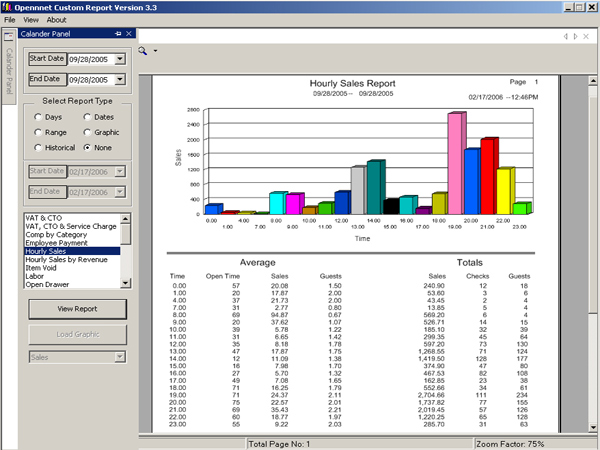 Opennnet Custom Report Version 3.3
File View About
Calander Panel
Calander Panel
Start Date 09/28/2005
End Date 09/28/2005
Select Report Type
Days Dates
Range Graphic
Historical None
Start Date 02/17/2006
End Date 02/17/2006
VAT & CTO
VAT, CTO & Service Charge
Comp by Category
Employee Payment
Hourly Sales
Hourly Sales by Revenue
Item Void
Labor
Open Drawer
View Report
Load Graphic
Sales
Hourly Sales Report
Page 1
09/28/2005-- 09/28/2005
02/17/2006 --12:46PM
Sales
2800
2400
2000
1600
1200
800
400
0
0.00 4.00 8.00 10.00 12.00 14.00 16.00 18.00 20.00 22.00
1.00 7.00 9.00 11.00 13.00 15.00 17.00 19.00 21.00 23.00
Time
Average Totals
Time Open Time Sales Guests Sales Checks Guests
0.00 57 20.08 1.50 240.90 12 18
1.00 20 17.87 2.00 53.60 3 6
4.00 37 21.73 2.00 43.45 2 4
7.00 31 2.77 0.80 13.85 5 4
8.00 69 94.87 0.67 569.20 6 4
9.00 20 37.62 1.07 526.71 14 15
10.00 39 5.78 1.22 185.10 32 39
11.00 31 6.65 1.42 299.35 45 64
12.00 35 8.18 1.78 597.20 73 130
13.00 47 17.87 1.75 1,268.55 71 124
14.00 12 11.09 1.38 1,419.50 128 177
15.00 16 7.98 1.70 374.90 47 80
16.00 27 5.70 1.32 467.53 82 108
17.00 49 7.08 1.65 162.85 23 38
18.00 71 16.25 1.79 552.66 34 61
19.00 71 24.37 2.11 2,704.66 111 234
20.00 75 22.57 2.01 1,737.82 77 155
21.00 69 35.43 2.21 2,019.45 57 126
22.00 60 18.77 1.97 1,220.25 65 128
23.00 55 9.22 2.03 285.70 31 63
Total Page No: 1 Zoom Factor: 75%